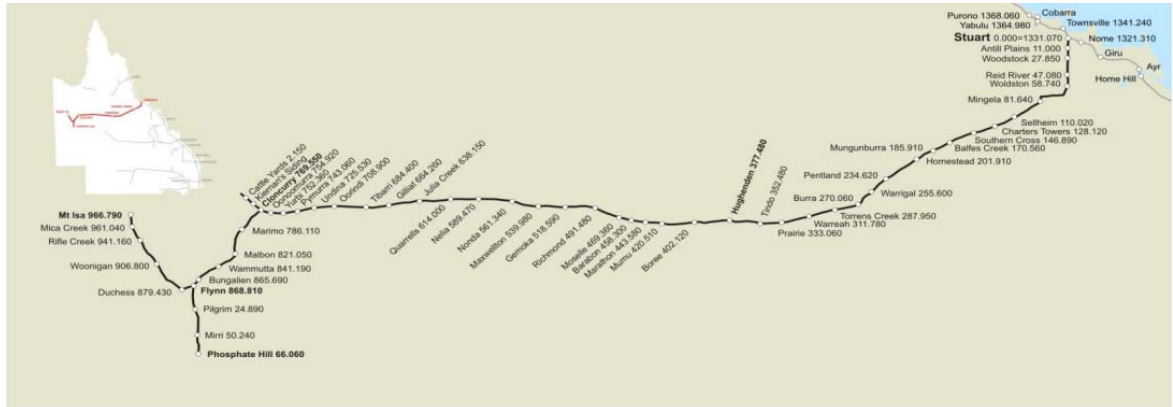 Purono 1368.060
Cobarra
Yabulu 1364.980
Townsville 1341.240
Stuart 0.000=1331.070
Nome 1321.310
Antill Plains 11.000
Giru
Woodstock 27.850
Ayr
Reid River 47.080
Home Hill
Woldston 58.740
Mingela 81.640
Sellheim 110.020
Charters Towers 128.120
Southern Cross 146.890
Mungunburra 185.910
Balfes Creek 170.560
Homestead 201.910
Pentland 234.620
Warrigal 255.600
Burra 270.060
Torrens Creek 287.950
Warreah 311.780
Prairie 333.060
Tindo 352.480
Hughenden 377.480
Boree 402.120
Mumu 420.510
Marathon 443.580
Barabon 458.300
Moselle 469.360
Richmond 491.480
Gemoka 518.590
Maxwellton 539.980
Nonda 561.340
Nelia 589.470
Quarrells 614.000
Julia Creek 638.150
Gilliat 664.260
Tibarri 684.400
Oorindi 708.900
Undina 725.530
Pymurra 743.060
Yurbi 752.360
Oonoomurra 754.920
Cloncurry 769.550
Kiernan's Siding
Cattle Yards 2.150
Marimo 786.110
Malbon 821.050
Wammutta 841.190
Bungalien 865.690
Flynn 868.810
Duchess 879.430
Woonigan 906.800
Rifle Creek 941.160
Mica Creek 961.040
Mt Isa 966.790
Pilgrim 24.890
Mirri 50.240
Phosphate Hill 66.060